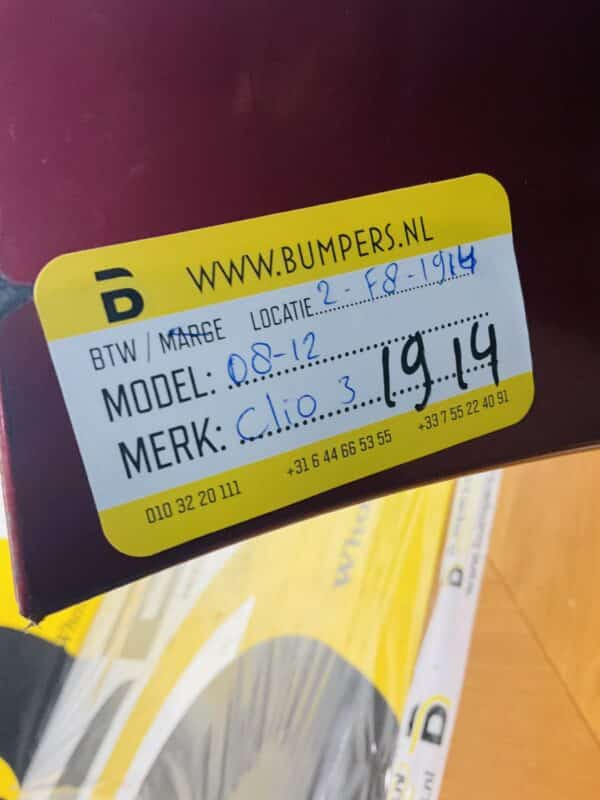 WWW.BUMPERS.NL
BTW / MARGE LOCATIE 2-F8-1914
MODEL: 08-12
MERK: Clio 3 1914
010 32 20 111 +31 6 44 66 53 55 +33 7 55 22 40 91